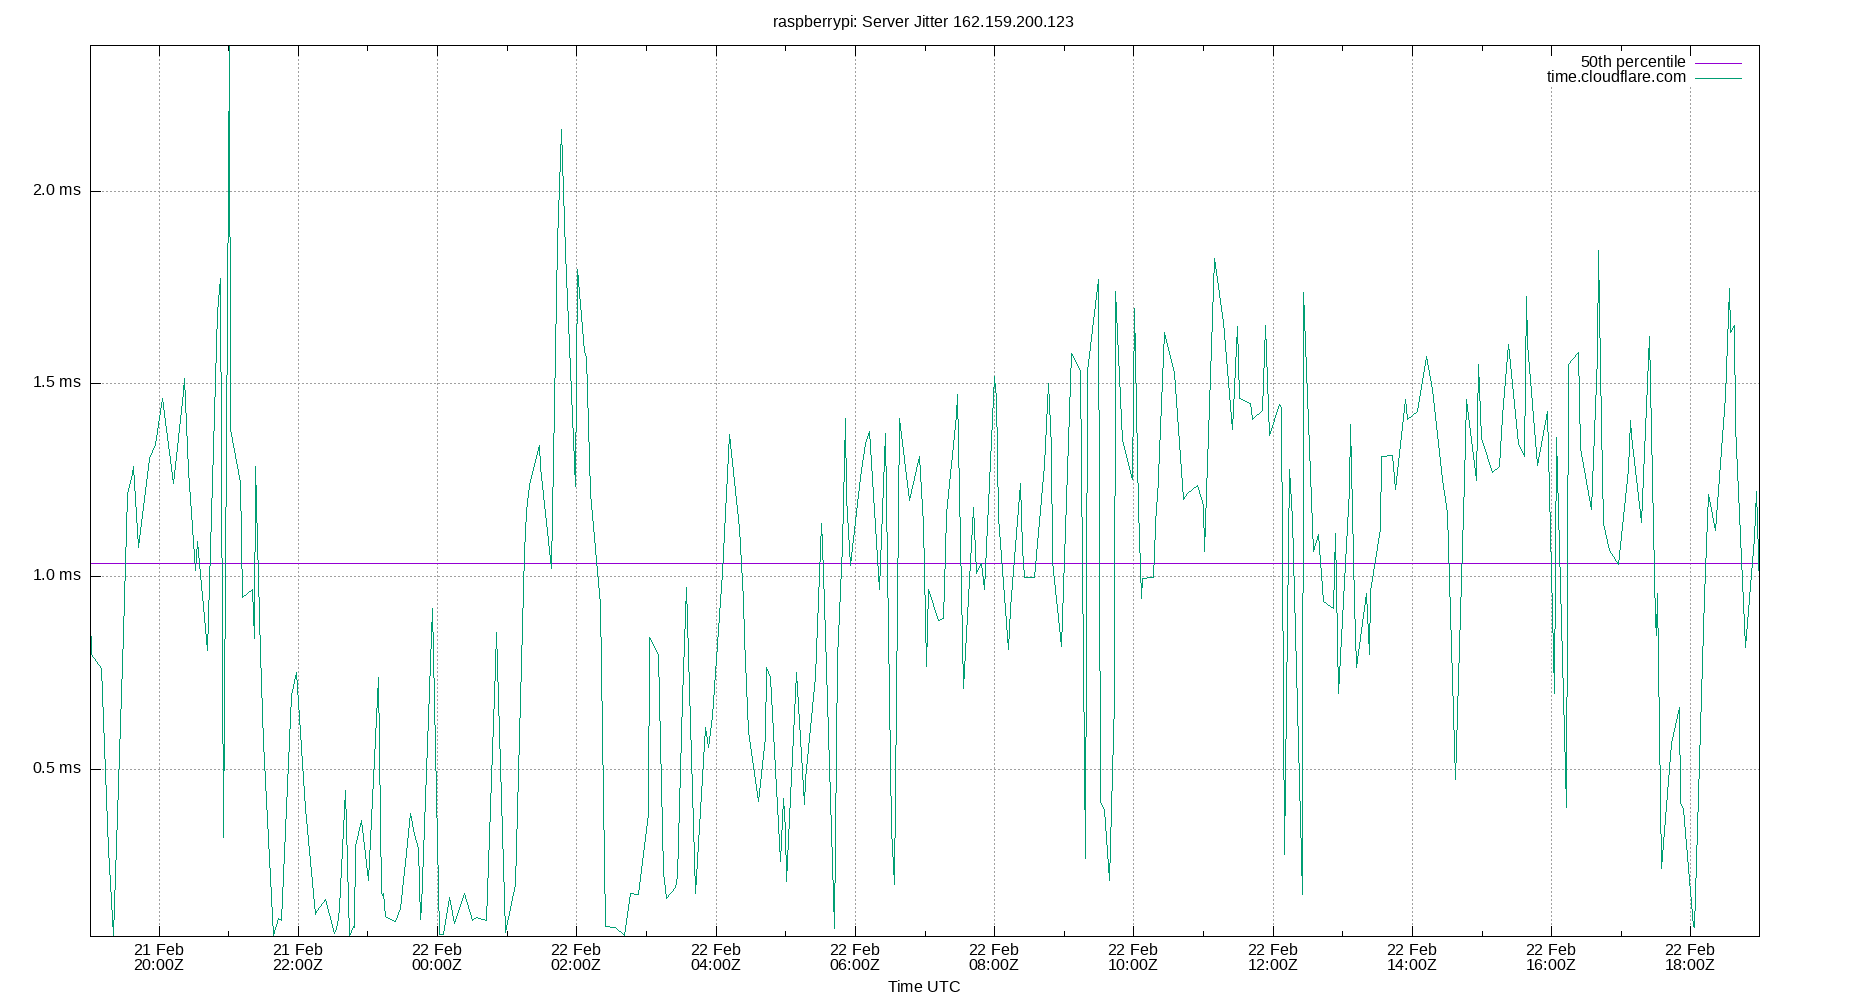 raspberrypi: Server Jitter 162.159.200.123
50th percentile
time.cloudflare.com
2.0 ms
1.5 ms
1.0 ms
0.5 ms
21 Feb 20:00Z
21 Feb 22:00Z
22 Feb 00:00Z
22 Feb 02:00Z
22 Feb 04:00Z
22 Feb 06:00Z
22 Feb 08:00Z
22 Feb 10:00Z
22 Feb 12:00Z
22 Feb 14:00Z
22 Feb 16:00Z
22 Feb 18:00Z
Time UTC